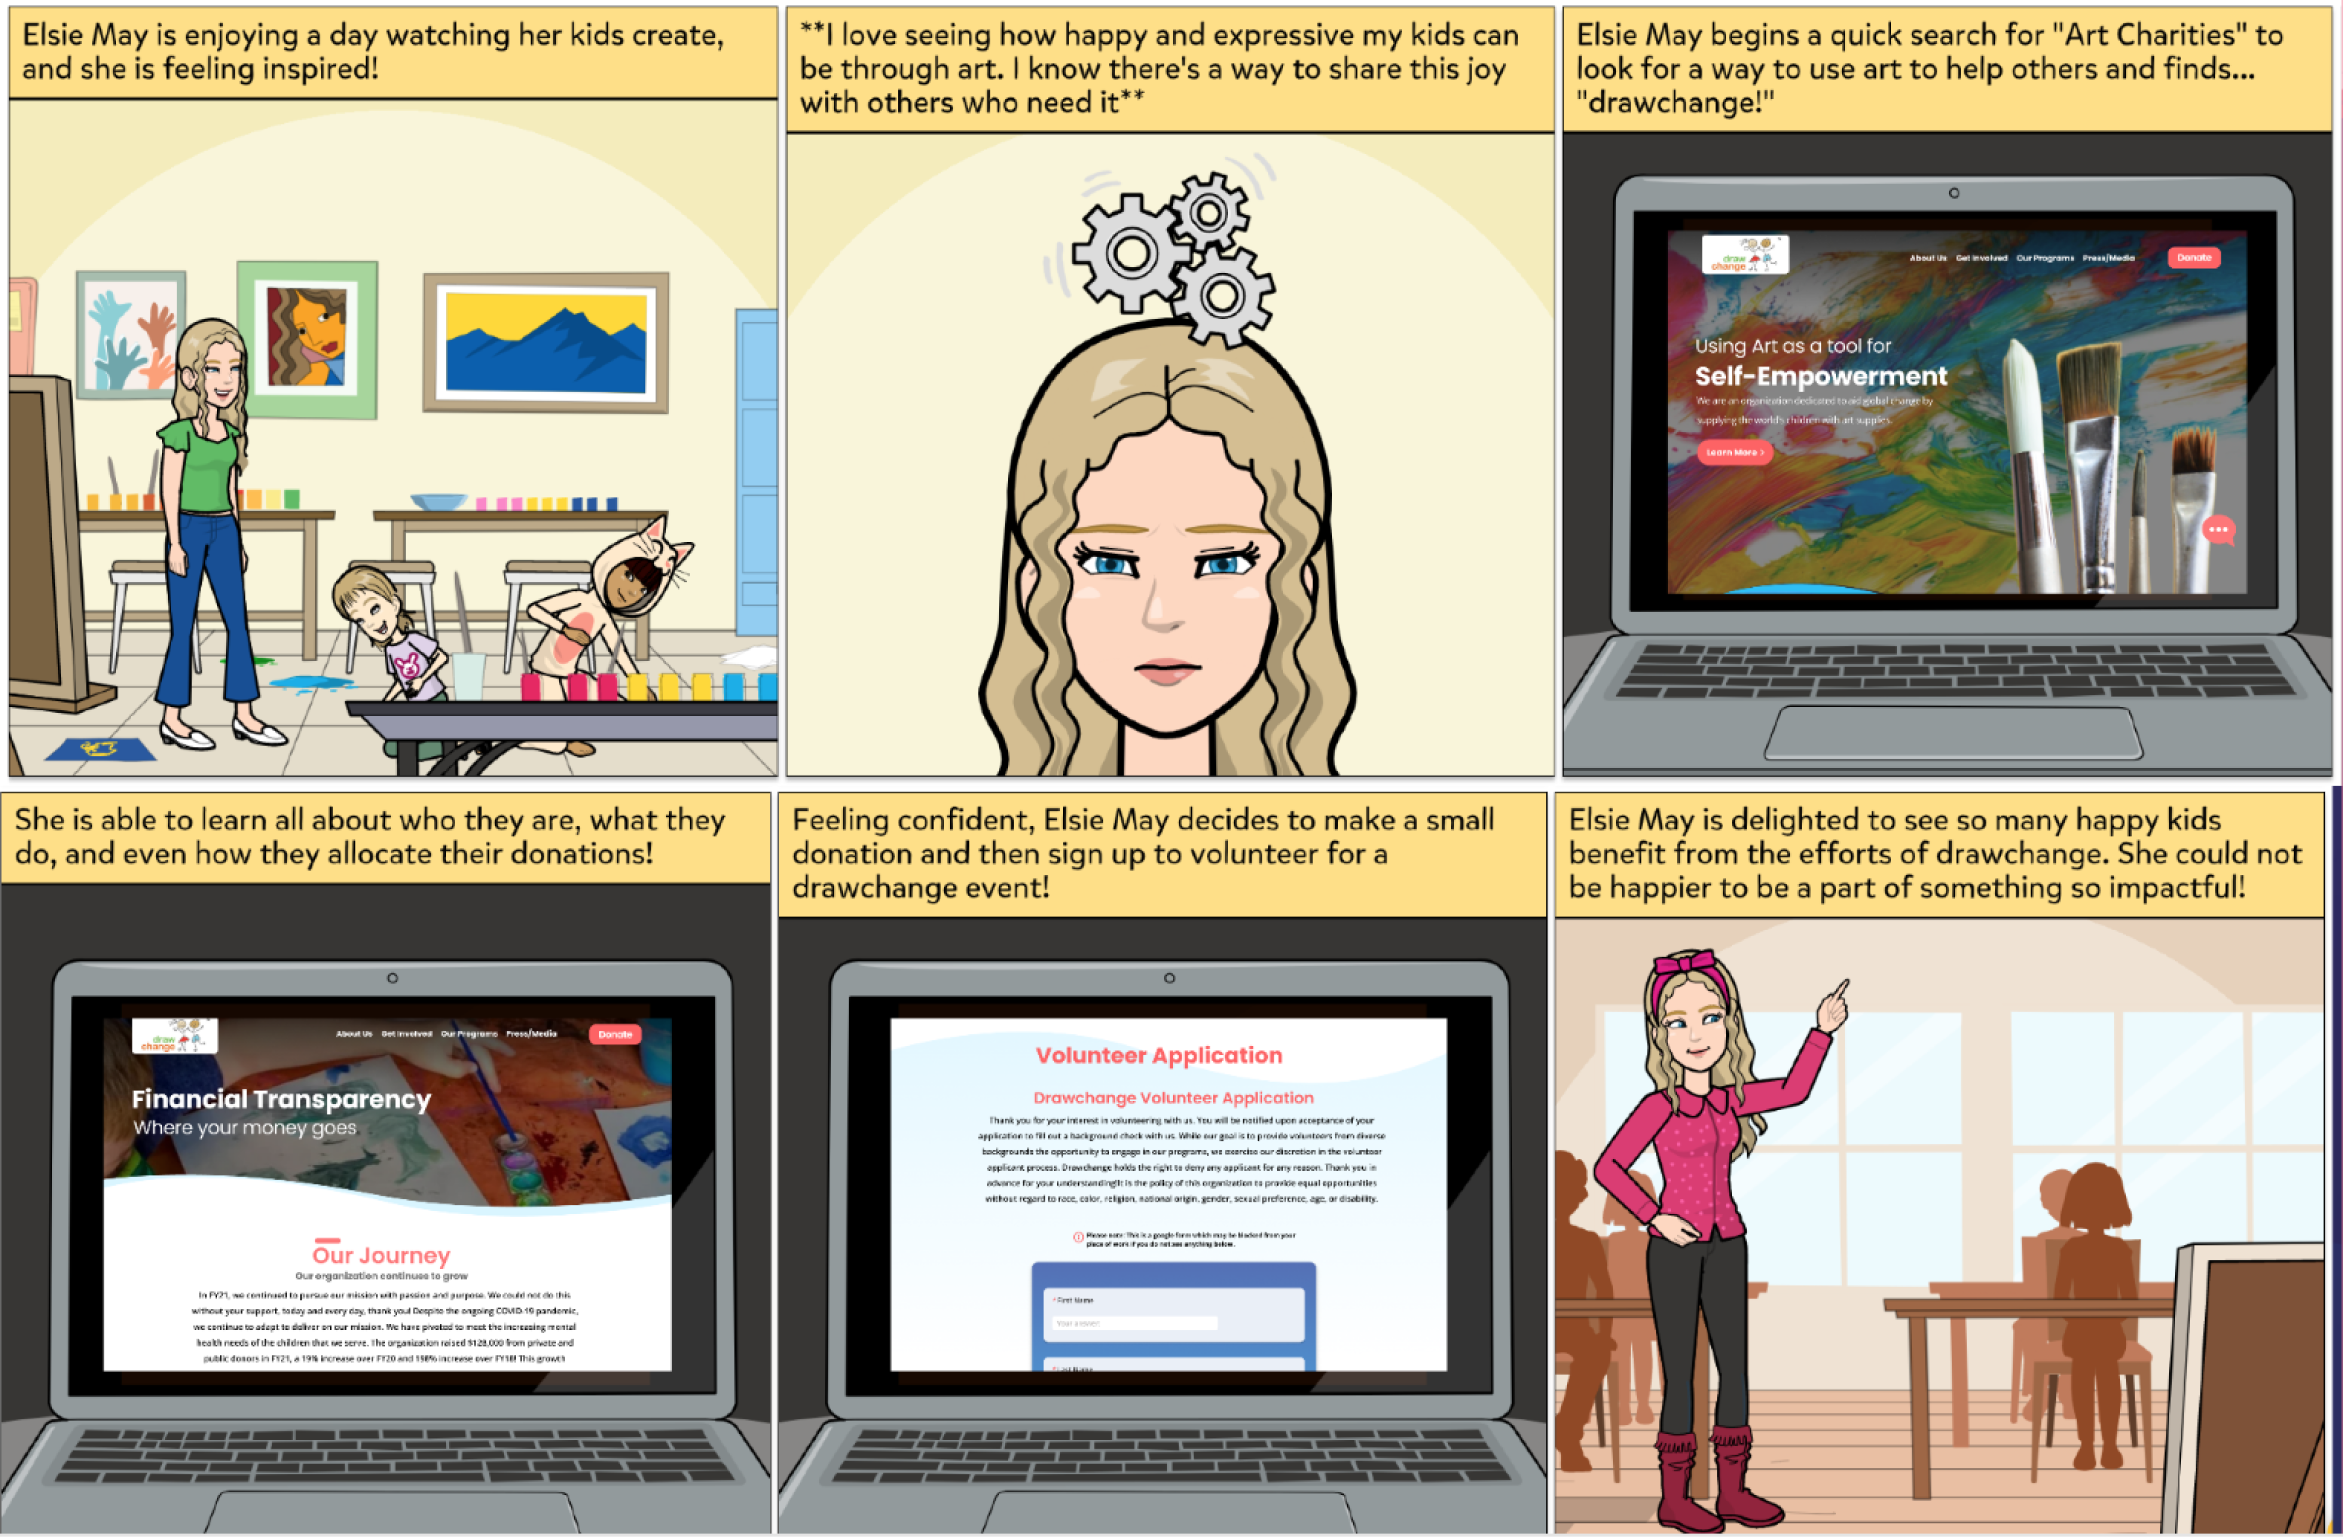 Elsie May is enjoying a day watching her kids create,
and she is feeling inspired!
**I love seeing how happy and expressive my kids can
be through art. I know there's a way to share this joy
with others who need it**
Elsie May begins a quick search for "Art Charities" to
look for a way to use art to help others and finds...
"drawchange!"
draw
change
About Us Get Involved Our Programs Press/Media Donate
Using Art as a tool for
Self-Empowerment
We are an organization dedicated to aid global change by
supplying the world's children with art supplies.
Learn More >
She is able to learn all about who they are, what they
do, and even how they allocate their donations!
draw
change
About Us Get Involved Our Programs Press/Media Donate
Financial Transparency
Where your money goes
Our Journey
Our organization continues to grow
In FY21, we continued to pursue our mission with passion and purpose. We could not do this
without your support, today and every day, thank you! Despite the ongoing COVID-19 pandemic,
we continue to adapt to deliver on our mission. We have pivoted to meet the increasing mental
health needs of the children that we serve. The organization raised $128,000 from private and
public donors in FY21, a 19% increase over FY20 and 198% increase over FY18! This growth
Feeling confident, Elsie May decides to make a small
donation and then sign up to volunteer for a
drawchange event!
Volunteer Application
Drawchange Volunteer Application
Thank you for your interest in volunteering with us. You will be notified upon acceptance of your
application to fill out a background check with us. While our goal is to provide volunteers from diverse
backgrounds the opportunity to engage in our programs, we exercise our discretion in the volunteer
applicant process. Drawchange holds the right to deny any applicant for any reason. Thank you in
advance for your understanding!It is the policy of this organization to provide equal opportunities
without regard to race, color, religion, national origin, gender, sexual preference, age, or disability.
Please note: This is a google form which may be blocked from your
place of work if you do not see anything below.
* First Name
Your answer
* Last Name
Elsie May is delighted to see so many happy kids
benefit from the efforts of drawchange. She could not
be happier to be a part of something so impactful!